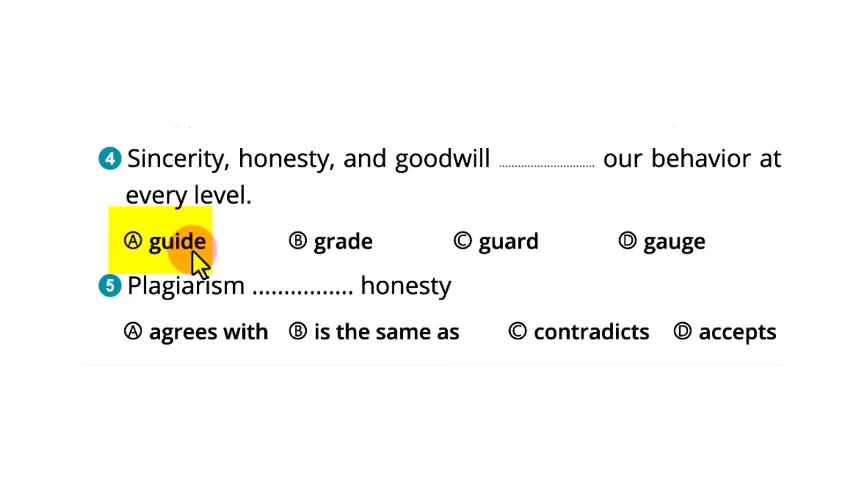 4 Sincerity, honesty, and goodwill .............................. our behavior at
every level.
Ⓐ guide Ⓑ grade Ⓒ guard Ⓓ gauge
5 Plagiarism ................ honesty
Ⓐ agrees with Ⓑ is the same as Ⓒ contradicts Ⓓ accepts